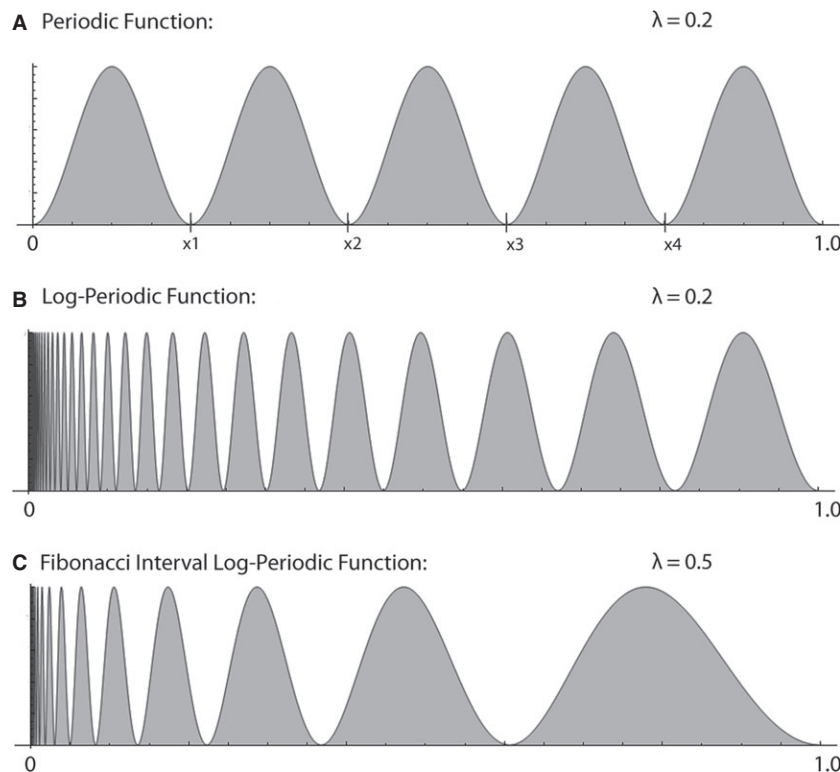 A Periodic Function: λ = 0.2
0 x1 x2 x3 x4 1.0
B Log-Periodic Function: λ = 0.2
0 1.0
C Fibonacci Interval Log-Periodic Function: λ = 0.5
0 1.0